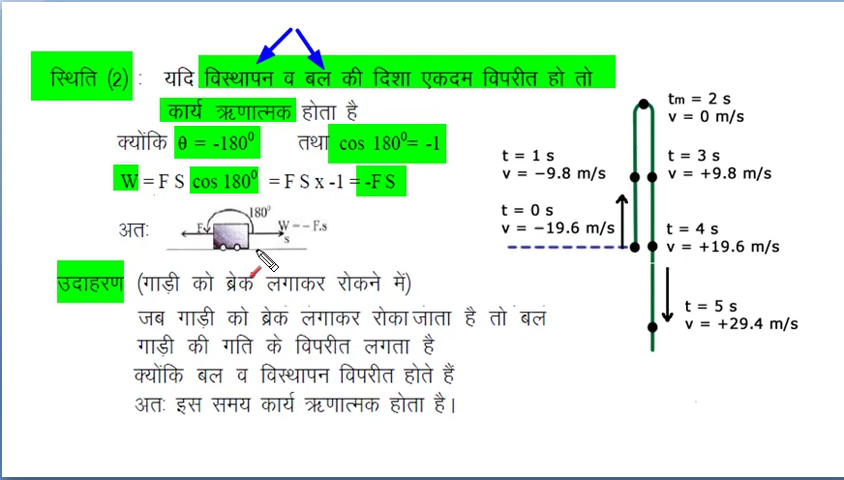 स्थिति (2) : यदि विस्थापन व बल की दिशा एकदम विपरीत हो तो
कार्य ऋणात्मक होता है
क्योंकि θ = -180⁰ तथा cos 180⁰= -1
W = F S cos 180⁰ = F S x -1 = -F S
अतः
180⁰
F
W = – F.s
s
उदाहरण (गाड़ी को ब्रेक लगाकर रोकने में)
जब गाड़ी को ब्रेक लगाकर रोका जाता है तो बल
गाड़ी की गति के विपरीत लगता है
क्योंकि बल व विस्थापन विपरीत होते हैं
अतः इस समय कार्य ऋणात्मक होता है।
tm = 2 s
v = 0 m/s
t = 1 s
v = −9.8 m/s
t = 3 s
v = +9.8 m/s
t = 0 s
v = −19.6 m/s
t = 4 s
v = +19.6 m/s
t = 5 s
v = +29.4 m/s